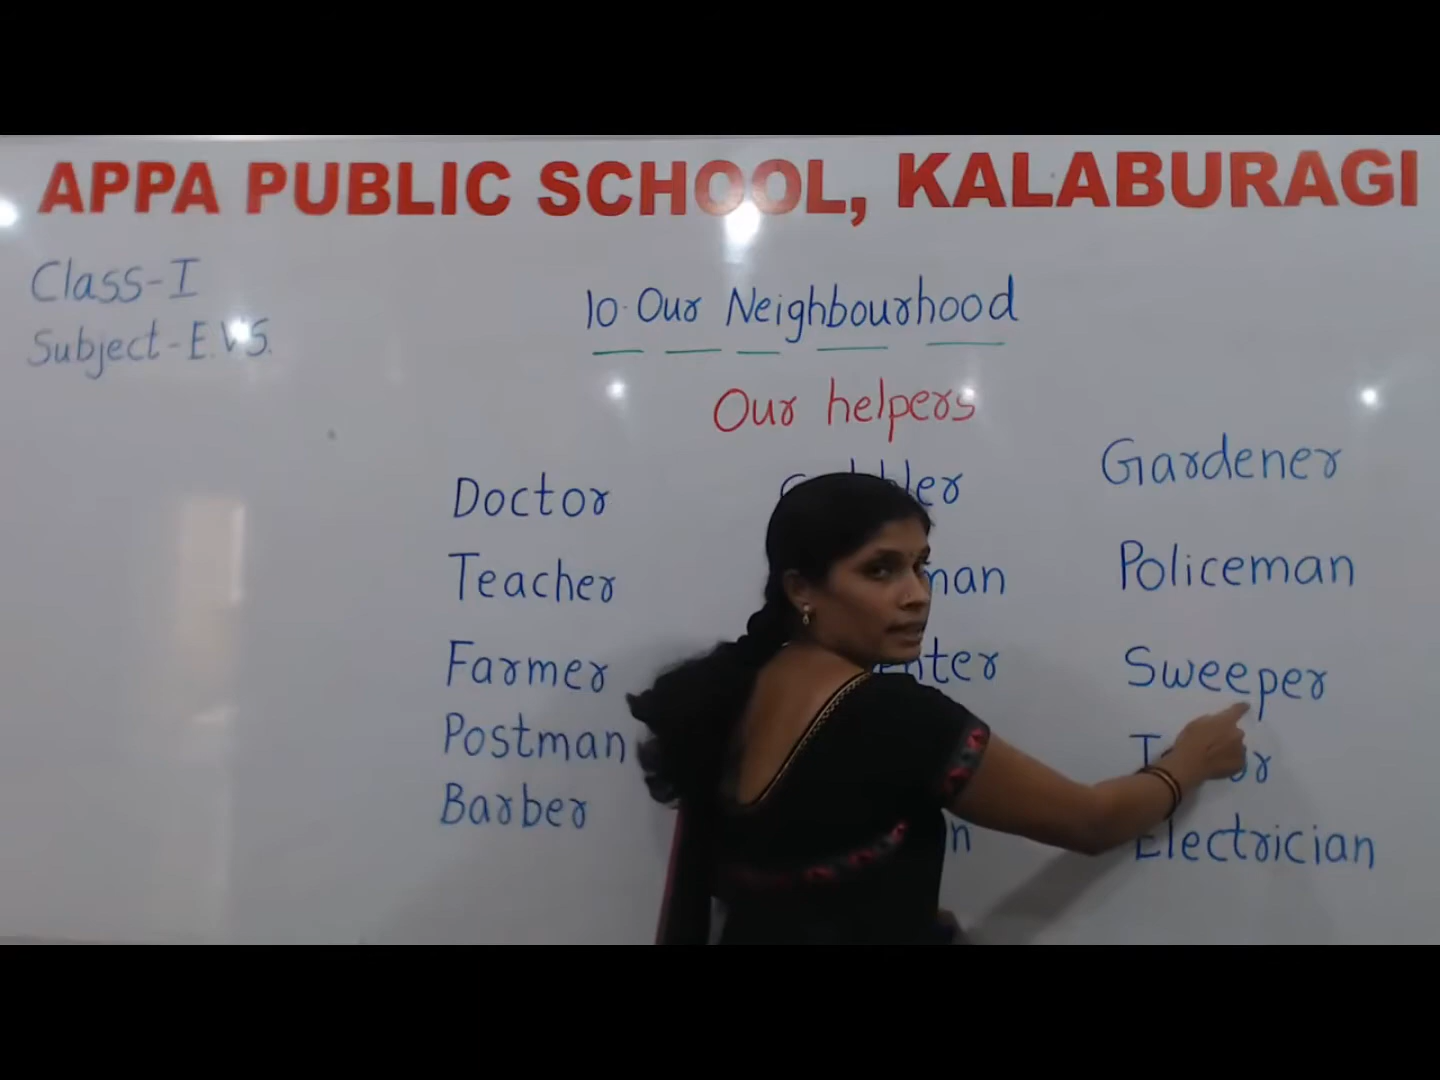 APPA PUBLIC SCHOOL, KALABURAGI
Class-I
Subject-E.V.S.
10. Our Neighbourhood
Our helpers
Doctor
Teacher
Farmer
Postman
Barber
Gardener
Policeman
Sweeper
Electrician